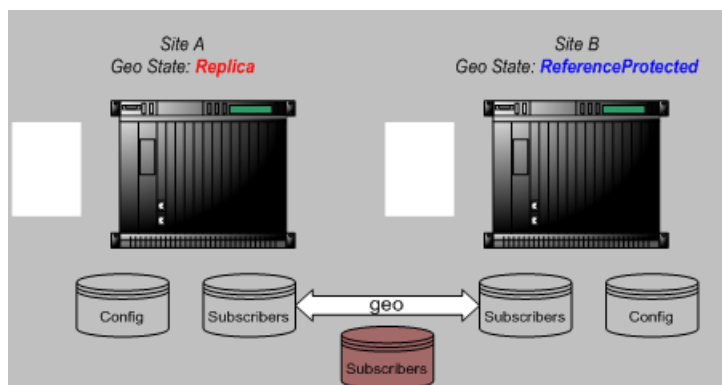 Site A
Geo State: Replica
Site B
Geo State: ReferenceProtected
Config
Subscribers
geo
Subscribers
Config
Subscribers